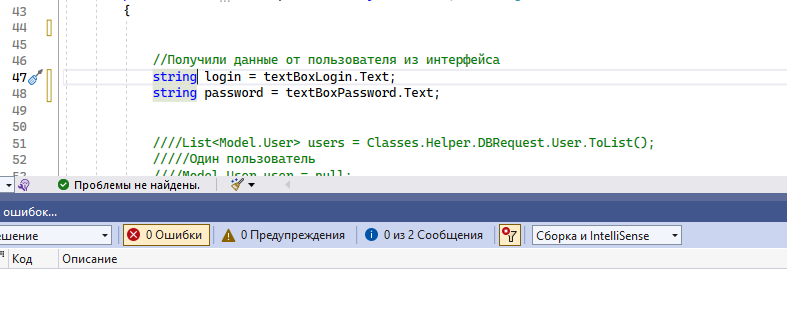 43 {
44
45
46 //Получили данные от пользователя из интерфейса
47 string login = textBoxLogin.Text;
48 string password = textBoxPassword.Text;
49
50
51 ////List<Model.User> users = Classes.Helper.DBRequest.User.ToList();
52 /////Один пользователь
53 ////Model.User user = null;
Проблемы не найдены.
ошибок...
ешение 0 Ошибки 0 Предупреждения 0 из 2 Сообщения Сборка и IntelliSense
Код Описание